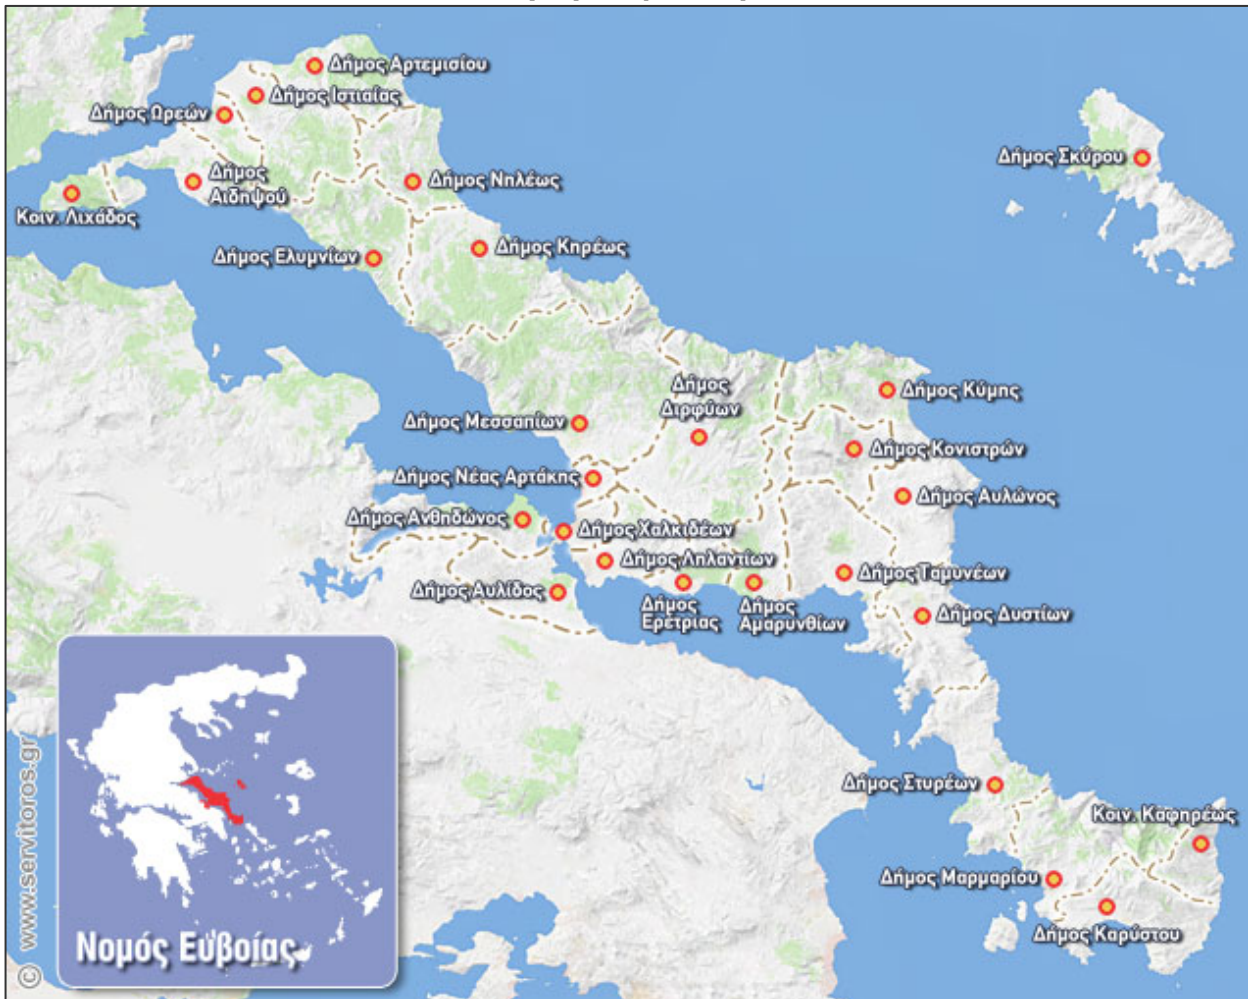 Δήμος Αρτεμισίου
Δήμος Ιστιαίας
Δήμος Ωρεών
Δήμος Σκύρου
Δήμος
Αιδηψού
Δήμος Νηλέως
Κοιν. Λιχάδος
Δήμος Κηρέως
Δήμος Ελυμνίων
Δήμος
Διρφύων
Δήμος Κύμης
Δήμος Μεσσαπίων
Δήμος Κονιστρών
Δήμος Νέας Αρτάκης
Δήμος Αυλώνος
Δήμος Ανθηδώνος
Δήμος Χαλκιδέων
Δήμος Ληλαντίων
Δήμος Ταμυνέων
Δήμος Αυλίδος
Δήμος
Ερέτριας
Δήμος
Αμαρυνθίων
Δήμος Δυστίων
Δήμος Στυρέων
Κοιν. Καφηρέως
Δήμος Μαρμαρίου
Δήμος Καρύστου
Νομός Ευβοίας
© www.servitoros.gr